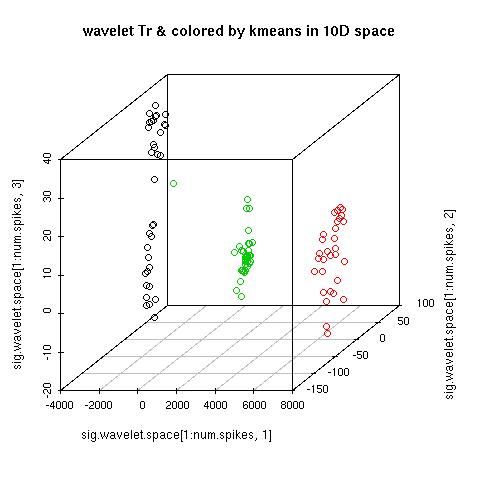 wavelet Tr & colored by kmeans in 10D space
40
30
20
10
0
-10
-20
sig.wavelet.space[1:num.spikes, 3]
-4000 -2000 0 2000 4000 6000 8000
sig.wavelet.space[1:num.spikes, 1]
100
50
0
-50
-100
-150
sig.wavelet.space[1:num.spikes, 2]